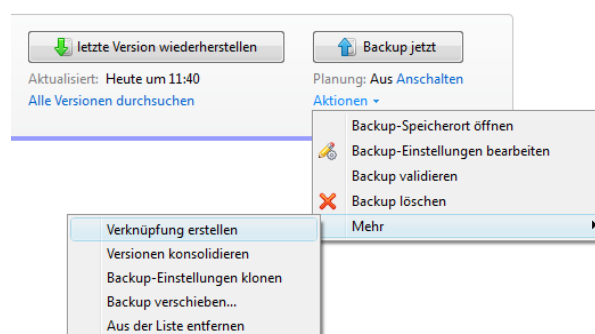 letzte Version wiederherstellen
Backup jetzt
Aktualisiert: Heute um 11:40
Planung: Aus Anschalten
Alle Versionen durchsuchen
Aktionen
Backup-Speicherort öffnen
Backup-Einstellungen bearbeiten
Backup validieren
Backup löschen
Mehr
Verknüpfung erstellen
Versionen konsolidieren
Backup-Einstellungen klonen
Backup verschieben...
Aus der Liste entfernen